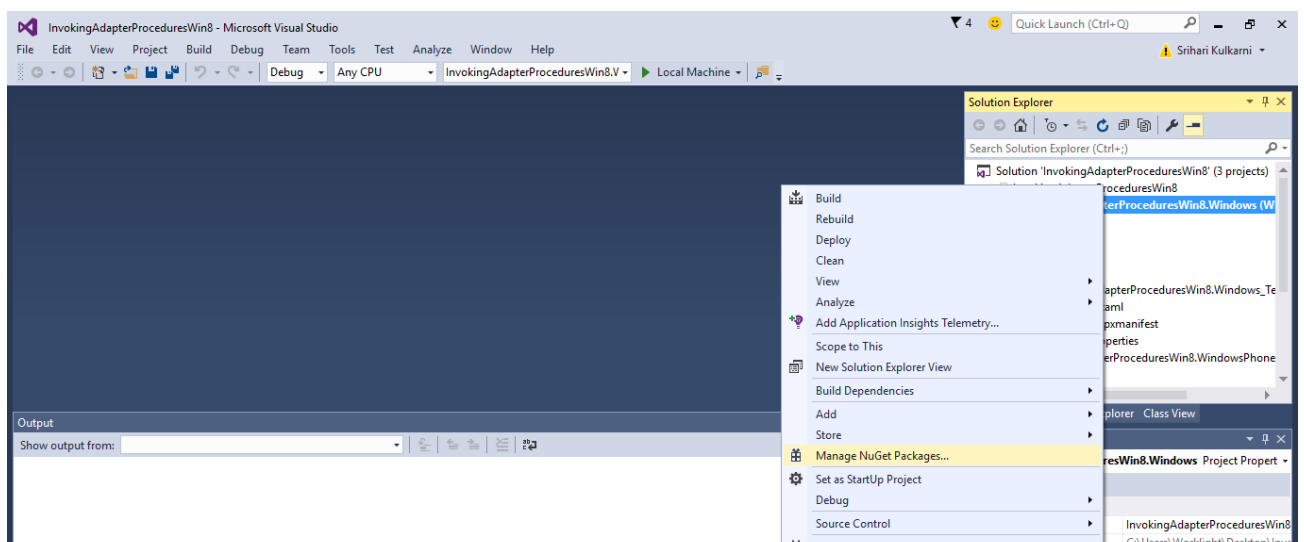 InvokingAdapterProceduresWin8 - Microsoft Visual Studio
4
Quick Launch (Ctrl+Q)
File Edit View Project Build Debug Team Tools Test Analyze Window Help
Srihari Kulkarni
Debug Any CPU InvokingAdapterProceduresWin8.V Local Machine
Solution Explorer
Search Solution Explorer (Ctrl+;)
Solution 'InvokingAdapterProceduresWin8' (3 projects)
roceduresWin8
terProceduresWin8.Windows (W
apterProceduresWin8.Windows_Te
aml
pxmanifest
operties
erProceduresWin8.WindowsPhone
plorer Class View
Build
Rebuild
Deploy
Clean
View
Analyze
Add Application Insights Telemetry...
Scope to This
New Solution Explorer View
Build Dependencies
Add
Store
Manage NuGet Packages...
Set as StartUp Project
Debug
Source Control
Output
Show output from:
resWin8.Windows Project Propert
InvokingAdapterProceduresWin8